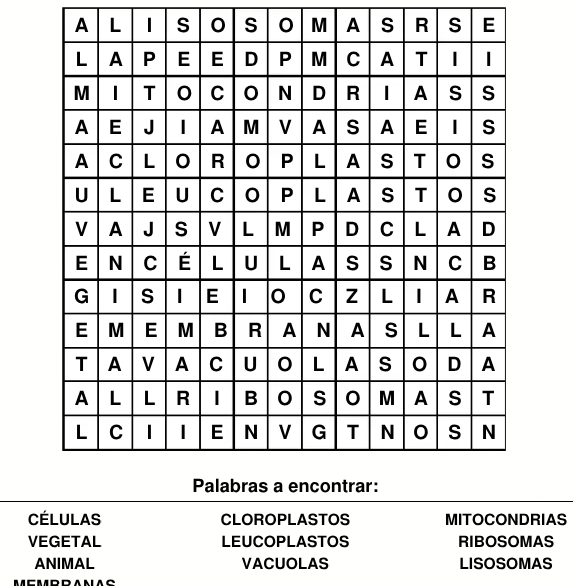 A L I S O S O M A S R S E
L A P E E D P M C A T I I
M I T O C O N D R I A S S
A E J I A M V A S A E I S
A C L O R O P L A S T O S
U L E U C O P L A S T O S
V A J S V L M P D C L A D
E N C É L U L A S S N C B
G I S I E I O C Z L I A R
E M E M B R A N A S L L A
T A V A C U O L A S O D A
A L L R I B O S O M A S T
L C I I E N V G T N O S N
Palabras a encontrar:
CÉLULAS CLOROPLASTOS MITOCONDRIAS
VEGETAL LEUCOPLASTOS RIBOSOMAS
ANIMAL VACUOLAS LISOSOMAS
MEMBRANAS